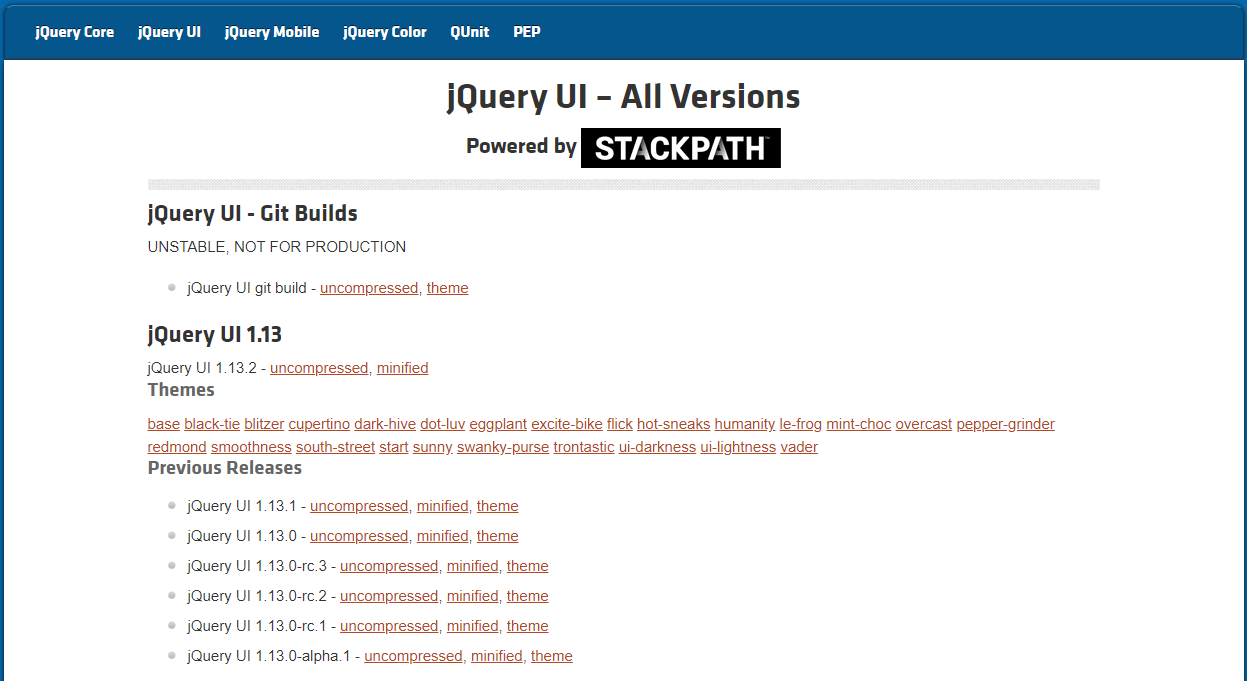 jQuery Core jQuery UI jQuery Mobile jQuery Color QUnit PEP
jQuery UI – All Versions
Powered by STACKPATH™
jQuery UI - Git Builds
UNSTABLE, NOT FOR PRODUCTION
jQuery UI git build - uncompressed, theme
jQuery UI 1.13
jQuery UI 1.13.2 - uncompressed, minified
Themes
base black-tie blitzer cupertino dark-hive dot-luv eggplant excite-bike flick hot-sneaks humanity le-frog mint-choc overcast pepper-grinder
redmond smoothness south-street start sunny swanky-purse trontastic ui-darkness ui-lightness vader
Previous Releases
jQuery UI 1.13.1 - uncompressed, minified, theme
jQuery UI 1.13.0 - uncompressed, minified, theme
jQuery UI 1.13.0-rc.3 - uncompressed, minified, theme
jQuery UI 1.13.0-rc.2 - uncompressed, minified, theme
jQuery UI 1.13.0-rc.1 - uncompressed, minified, theme
jQuery UI 1.13.0-alpha.1 - uncompressed, minified, theme